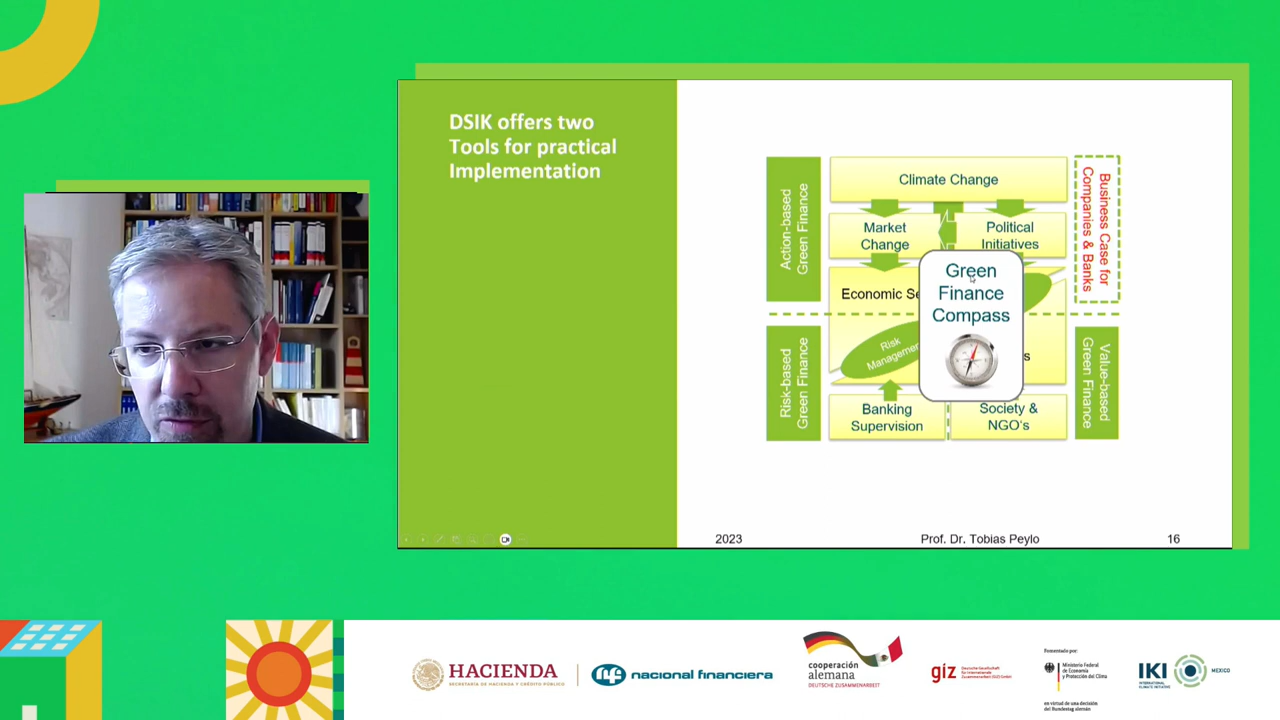 DSIK offers two
Tools for practical
Implementation
Action-based
Green Finance
Climate Change
Business Case for
Companies & Banks
Market
Change
Political
Initiatives
Economic Se
Green
Finance
Compass
Risk
Managemen
s
Risk-based
Green Finance
Value-based
Green Finance
Banking
Supervision
Society &
NGO's
2023
Prof. Dr. Tobias Peylo
16
HACIENDA
SECRETARÍA DE HACIENDA Y CRÉDITO PÚBLICO
nacional financiera
cooperación
alemana
DEUTSCHE ZUSAMMENARBEIT
giz
Deutsche Gesellschaft
für Internationale
Zusammenarbeit (GIZ) GmbH
Fomentado por:
Ministerio Federal
de Economía
y Protección del Clima
en virtud de una decisión
del Bundestag alemán
IKI
INTERNATIONAL
CLIMATE INITIATIVE
MEXICO